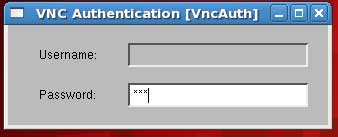 VNC Authentication [VncAuth]
Username:
Password: ***